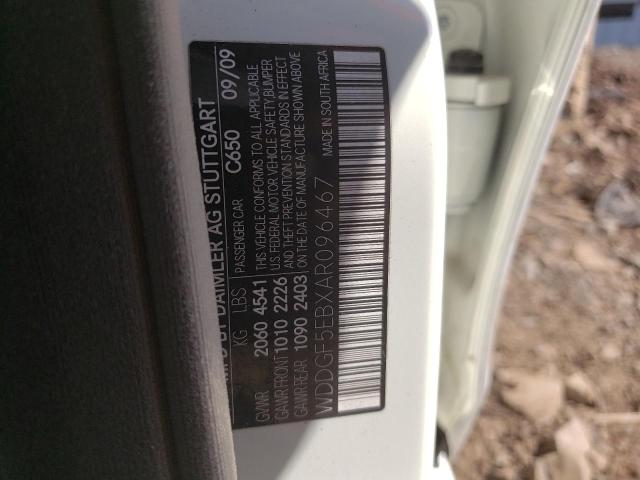 MFD BY DAIMLER AG STUTTGART
C650 09/09
KG LBS PASSENGER CAR
GVWR 2060 4541 THIS VEHICLE CONFORMS TO ALL APPLICABLE
GAWR FRONT 1010 2226 U.S. FEDERAL MOTOR VEHICLE SAFETY, BUMPER
GAWR REAR 1090 2403 AND THEFT PREVENTION STANDARDS IN EFFECT
ON THE DATE OF MANUFACTURE SHOWN ABOVE
WDDGF5EBXAR096467
MADE IN SOUTH AFRICA